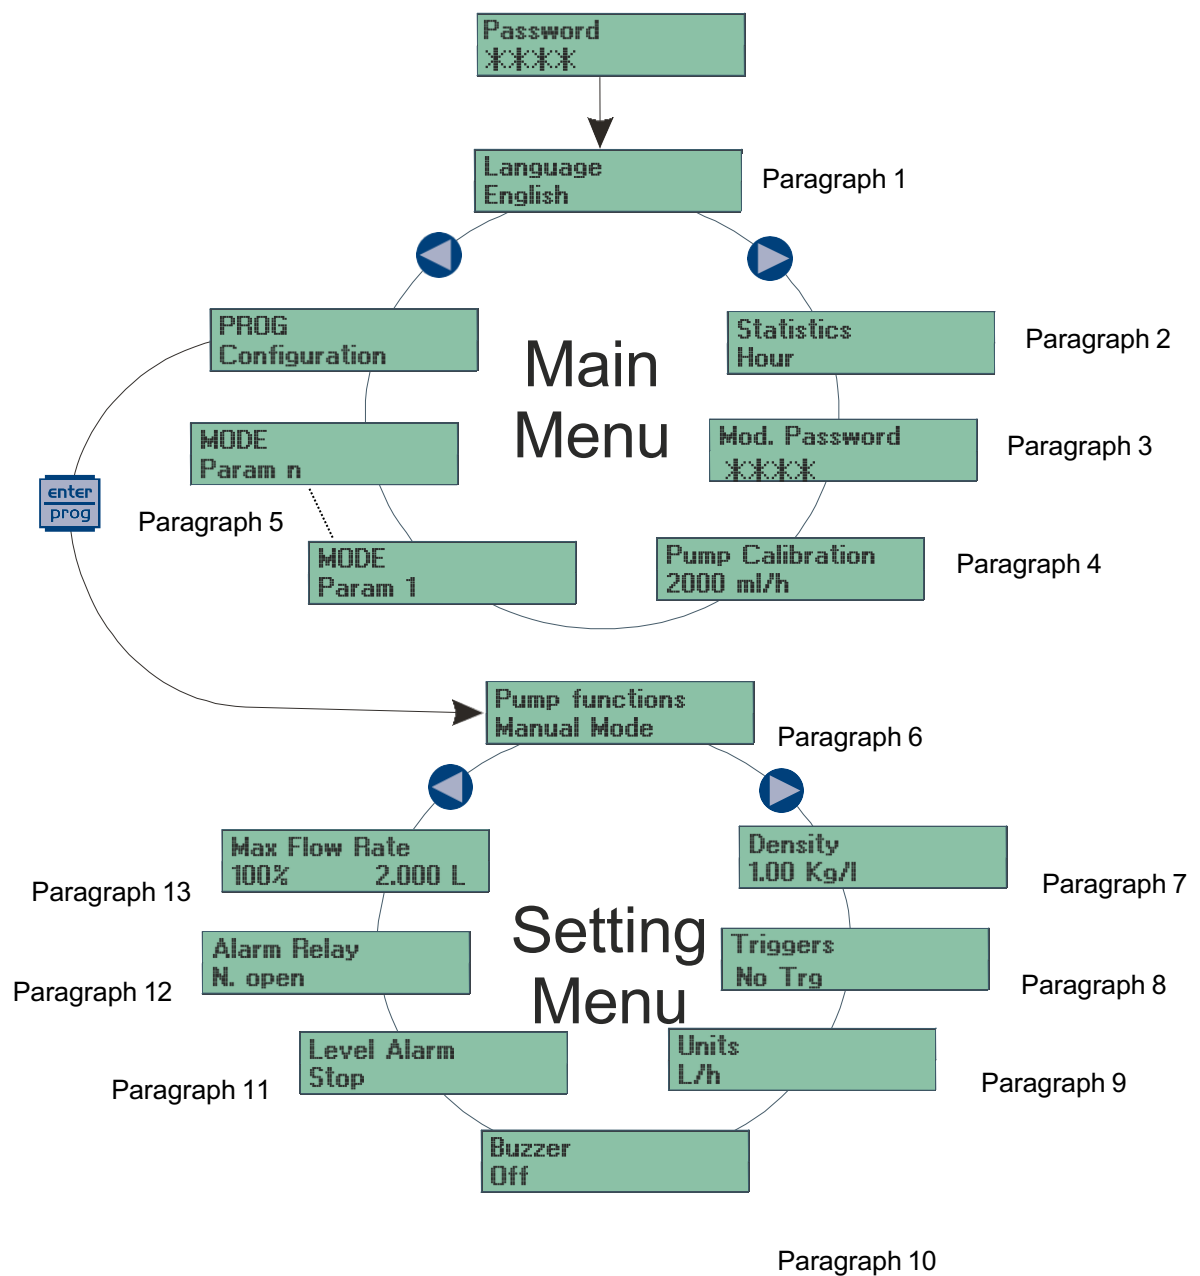 Password
****
Language
English
Paragraph 1
PROG
Configuration
Main
Menu
Statistics
Hour
Paragraph 2
MODE
Param n
Mod. Password
****
Paragraph 3
enter
prog
Paragraph 5
MODE
Param 1
Pump Calibration
2000 ml/h
Paragraph 4
Pump functions
Manual Mode
Paragraph 6
Max Flow Rate
100% 2.000 L
Paragraph 13
Density
1.00 Kg/l
Paragraph 7
Setting
Menu
Alarm Relay
N. open
Paragraph 12
Triggers
No Trg
Paragraph 8
Level Alarm
Stop
Paragraph 11
Units
L/h
Paragraph 9
Buzzer
Off
Paragraph 10